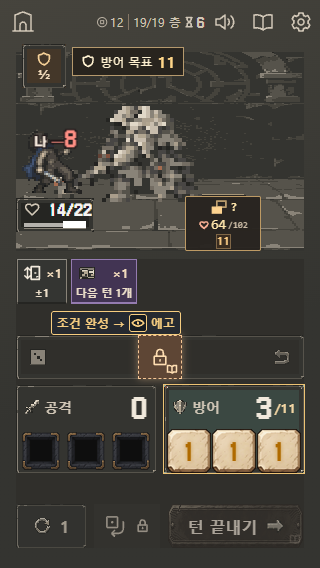 12 19/19 층 6
½ 방어 목표 11
나 -8
14/22
?
64/102
11
×1 ×1
±1 다음 턴 1개
조건 완성 → 예고
공격 0 방어 3/11
1 1 1
1 턴 끝내기